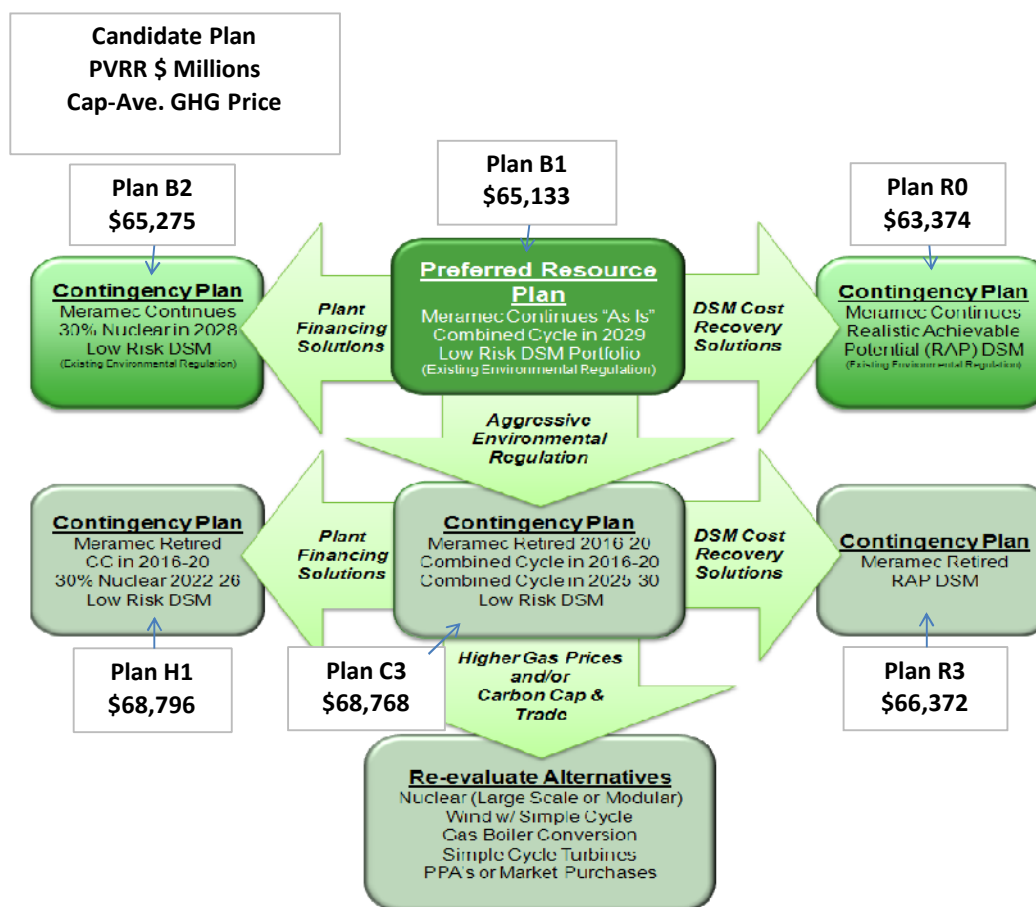 Candidate Plan
PVRR $ Millions
Cap-Ave. GHG Price
Plan B2
$65,275
Plan B1
$65,133
Plan R0
$63,374
Contingency Plan
Meramec Continues
30% Nuclear in 2028
Low Risk DSM
(Existing Environmental Regulation)
Plant
Financing
Solutions
Preferred Resource
Plan
Meramec Continues "As Is"
Combined Cycle in 2029
Low Risk DSM Portfolio
(Existing Environmental Regulation)
DSM Cost
Recovery
Solutions
Contingency Plan
Meramec Continues
Realistic Achievable
Potential (RAP) DSM
(Existing Environmental Regulation)
Aggressive
Environmental
Regulation
Contingency Plan
Meramec Retired
CC in 2016-20
30% Nuclear 2022-26
Low Risk DSM
Plant
Financing
Solutions
Contingency Plan
Meramec Retired 2016-20
Combined Cycle in 2016-20
Combined Cycle in 2025-30
Low Risk DSM
DSM Cost
Recovery
Solutions
Contingency Plan
Meramec Retired
RAP DSM
Plan H1
$68,796
Plan C3
$68,768
Higher Gas Prices
and/or
Carbon Cap &
Trade
Plan R3
$66,372
Re-evaluate Alternatives
Nuclear (Large Scale or Modular)
Wind w/ Simple Cycle
Gas Boiler Conversion
Simple Cycle Turbines
PPA's or Market Purchases